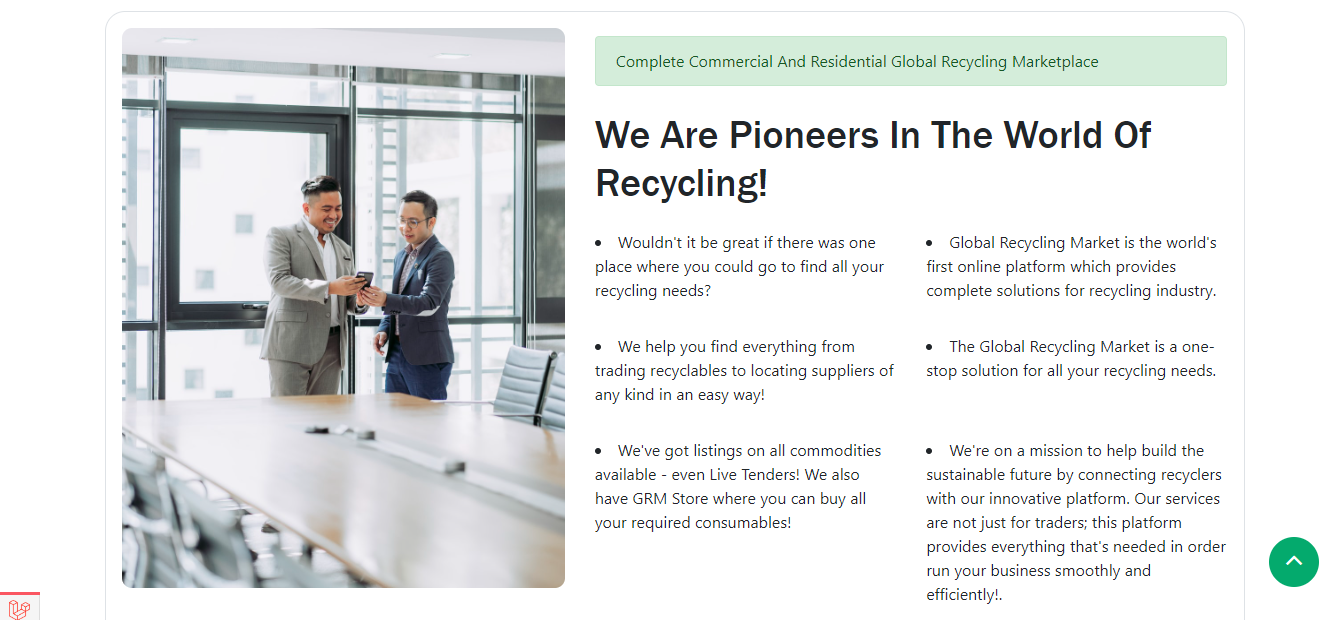 Complete Commercial And Residential Global Recycling Marketplace
We Are Pioneers In The World Of
Recycling!
• Wouldn't it be great if there was one
place where you could go to find all your
recycling needs?
• Global Recycling Market is the world's
first online platform which provides
complete solutions for recycling industry.
• We help you find everything from
trading recyclables to locating suppliers of
any kind in an easy way!
• The Global Recycling Market is a one-
stop solution for all your recycling needs.
• We've got listings on all commodities
available - even Live Tenders! We also
have GRM Store where you can buy all
your required consumables!
• We're on a mission to help build the
sustainable future by connecting recyclers
with our innovative platform. Our services
are not just for traders; this platform
provides everything that's needed in order
run your business smoothly and
efficiently!.